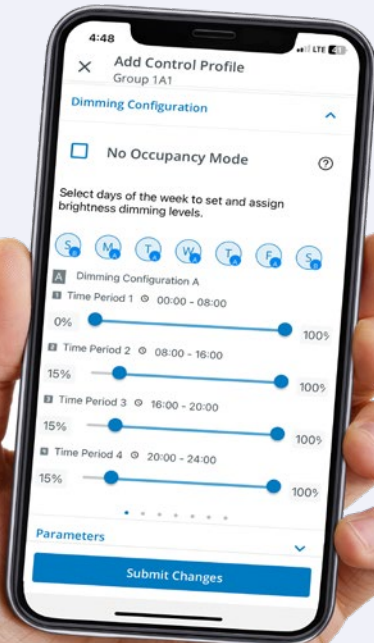 4:48
LTE 41
Add Control Profile
Group 1A1
Dimming Configuration
No Occupancy Mode
Select days of the week to set and assign
brightness dimming levels.
S B M A T A W A T A F A S B
A Dimming Configuration A
1 Time Period 1 00:00 - 08:00
0% 100%
2 Time Period 2 08:00 - 16:00
15% 100%
3 Time Period 3 16:00 - 20:00
15% 100%
4 Time Period 4 20:00 - 24:00
15% 100%
Parameters
Submit Changes